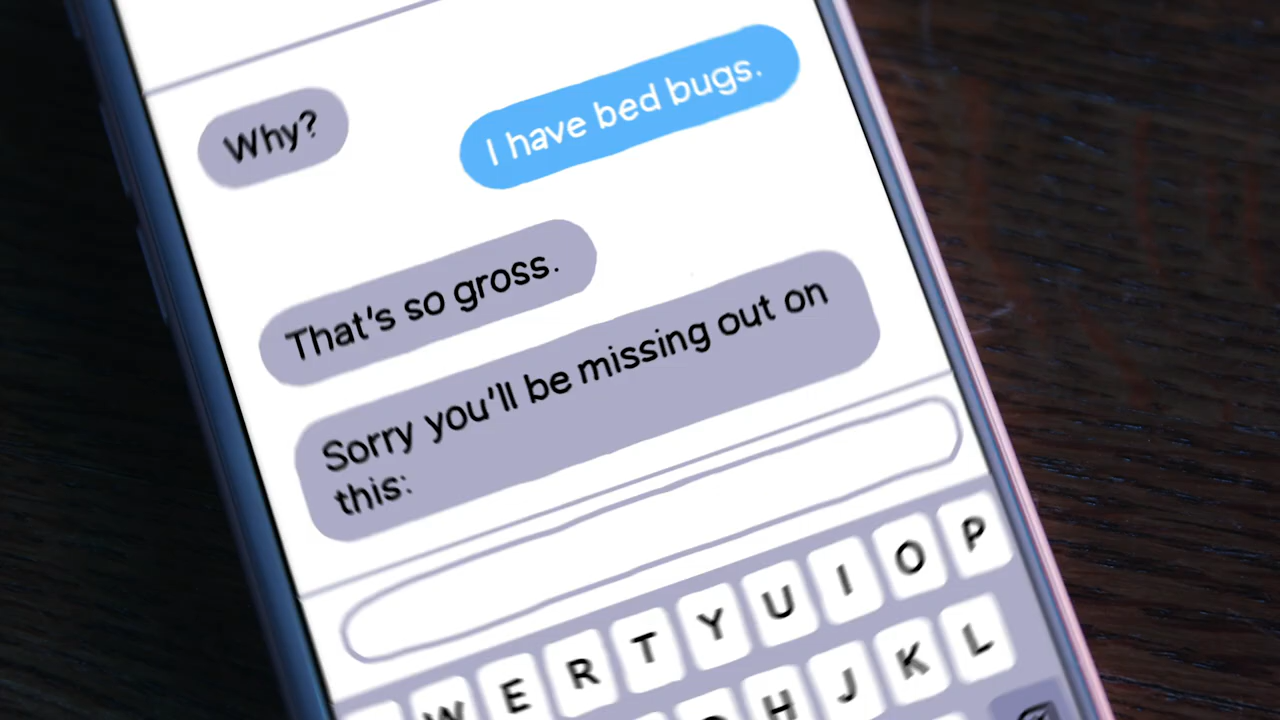 Why?
I have bed bugs.
That's so gross.
Sorry you'll be missing out on
this:
W E R T Y U I O P
H J K L